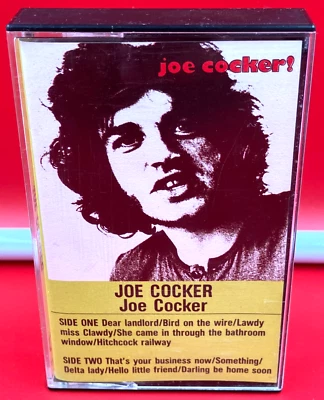 joe cocker!
JOE COCKER
Joe Cocker
SIDE ONE Dear landlord/Bird on the wire/Lawdy
miss Clawdy/She came in through the bathroom
window/Hitchcock railway
SIDE TWO That's your business now/Something/
Delta lady/Hello little friend/Darling be home soon